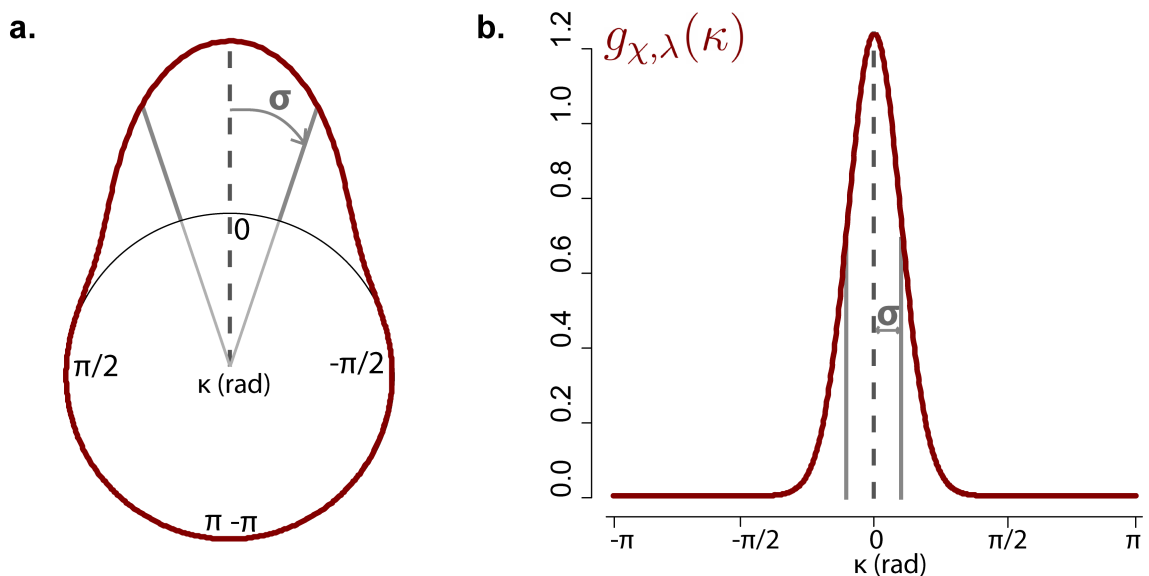 a.
σ
0
π/2
-π/2
κ (rad)
π -π
b.
g_{χ,λ}(κ)
1.2
1.0
0.8
0.6
0.4
0.2
0.0
σ
-π
-π/2
0
π/2
π
κ (rad)